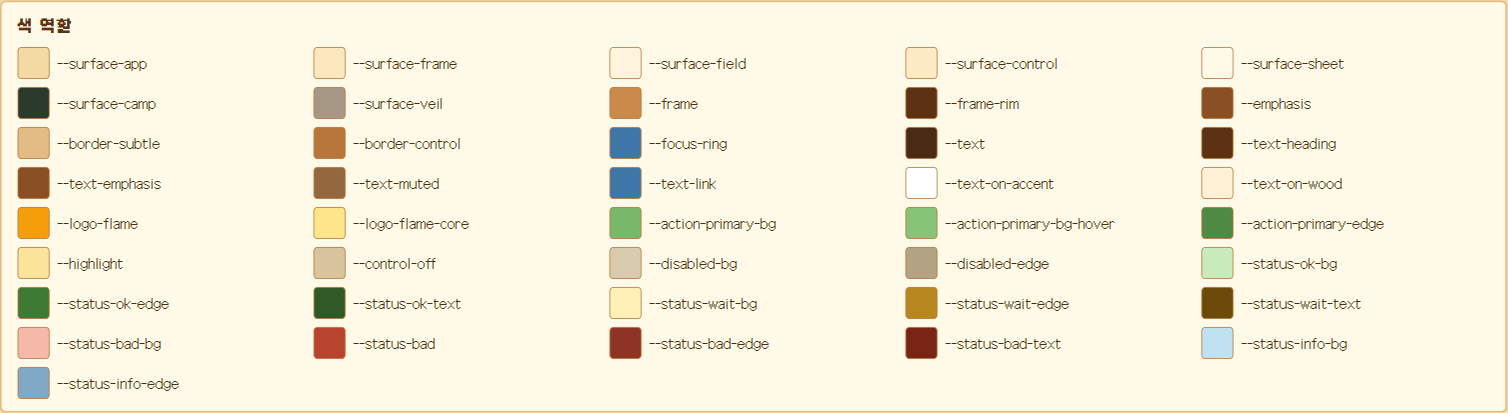 색 역할
--surface-app --surface-frame --surface-field --surface-control --surface-sheet
--surface-camp --surface-veil --frame --frame-rim --emphasis
--border-subtle --border-control --focus-ring --text --text-heading
--text-emphasis --text-muted --text-link --text-on-accent --text-on-wood
--logo-flame --logo-flame-core --action-primary-bg --action-primary-bg-hover --action-primary-edge
--highlight --control-off --disabled-bg --disabled-edge --status-ok-bg
--status-ok-edge --status-ok-text --status-wait-bg --status-wait-edge --status-wait-text
--status-bad-bg --status-bad --status-bad-edge --status-bad-text --status-info-bg
--status-info-edge